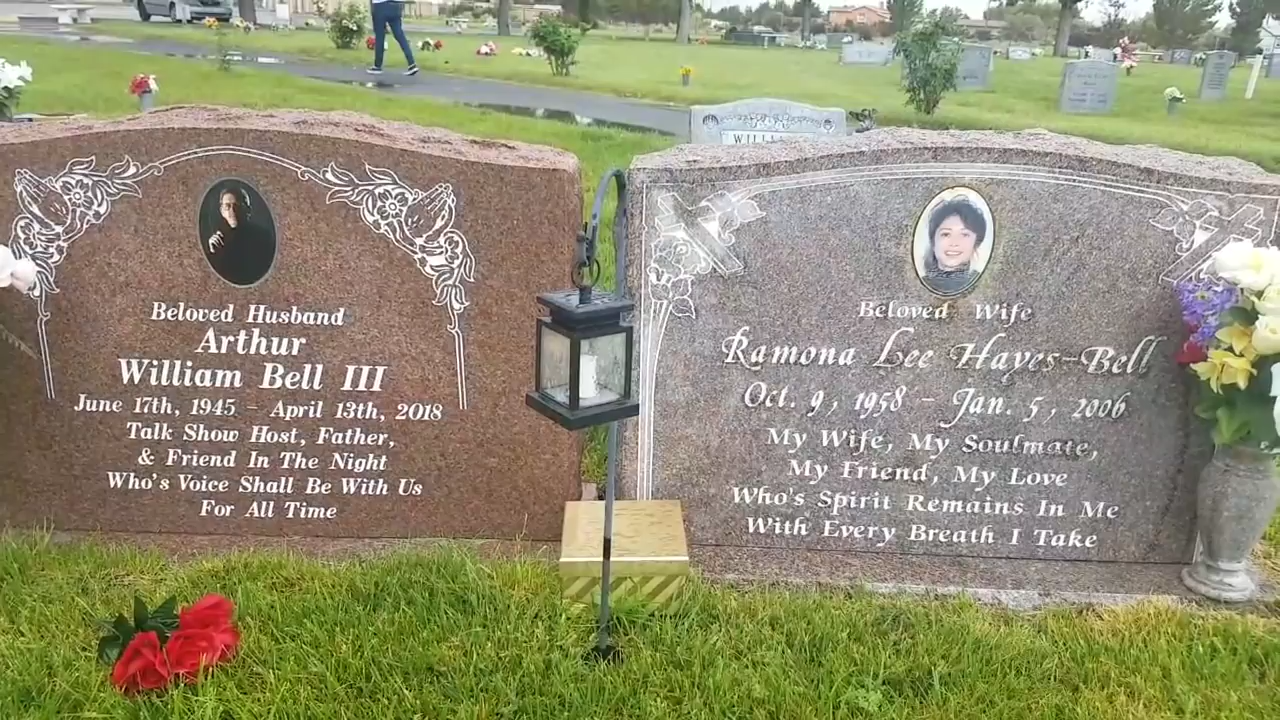 Beloved Husband
Arthur
William Bell III
June 17th, 1945 - April 13th, 2018
Talk Show Host, Father,
& Friend In The Night
Who's Voice Shall Be With Us
For All Time
Beloved Wife
Ramona Lee Hayes-Bell
Oct. 9, 1958 - Jan. 5, 2006
My Wife, My Soulmate,
My Friend, My Love
Who's Spirit Remains In Me
With Every Breath I Take